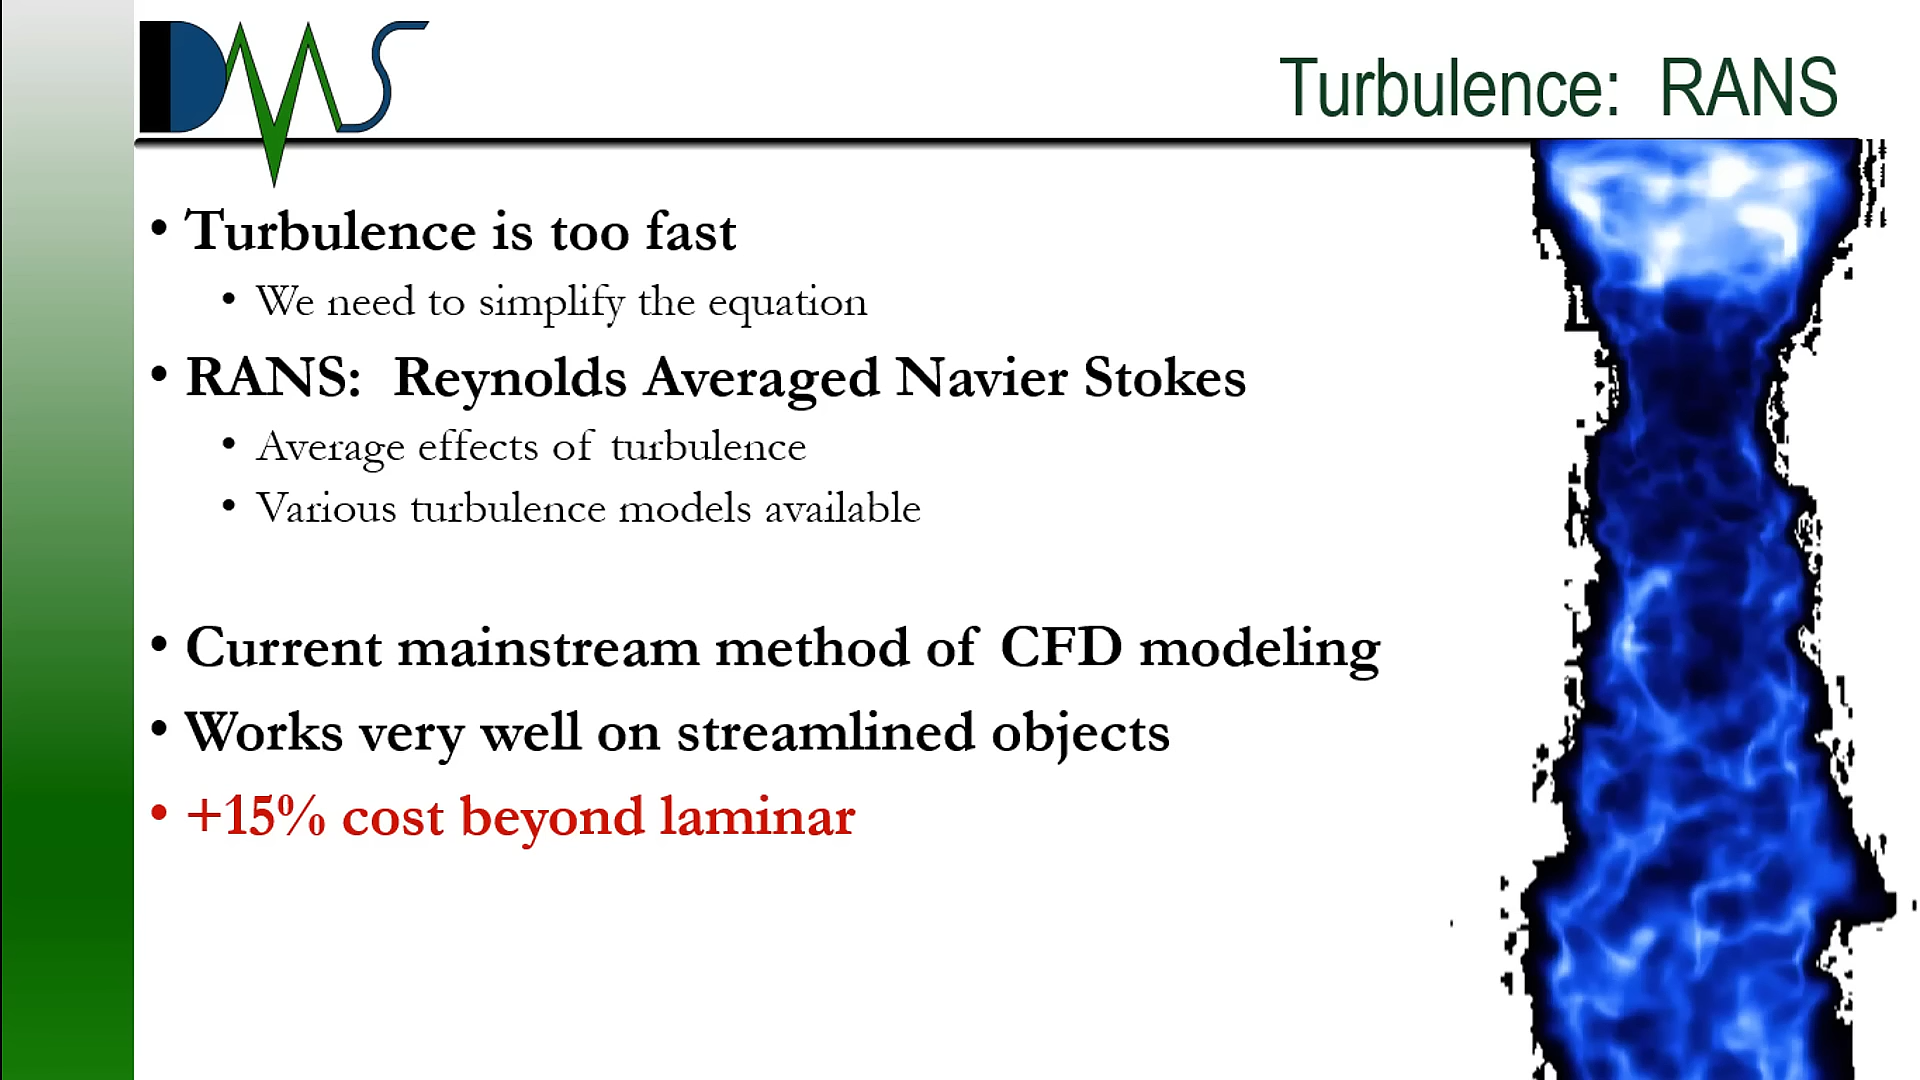 DMS
Turbulence: RANS
• Turbulence is too fast
• We need to simplify the equation
• RANS: Reynolds Averaged Navier Stokes
• Average effects of turbulence
• Various turbulence models available
• Current mainstream method of CFD modeling
• Works very well on streamlined objects
• +15% cost beyond laminar